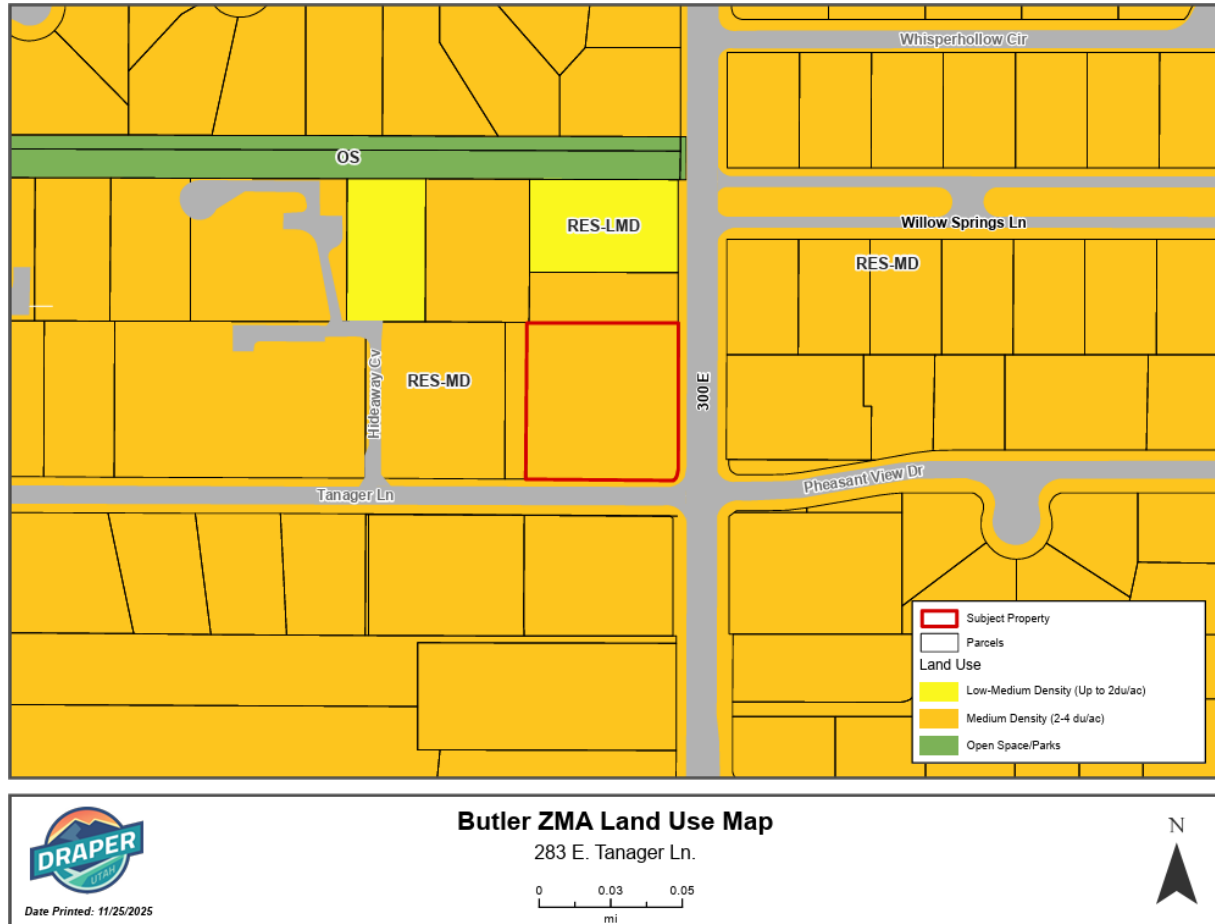 Whisperhollow Cir
OS
RES-LMD
Willow Springs Ln
RES-MD
300 E
Hideaway Cv
RES-MD
Pheasant View Dr
Tanager Ln
Subject Property
Parcels
Land Use
Low-Medium Density (Up to 2du/ac)
Medium Density (2-4 du/ac)
Open Space/Parks
DRAPER
UTAH
Date Printed: 11/25/2025
Butler ZMA Land Use Map
283 E. Tanager Ln.
0 0.03 0.05
mi
N